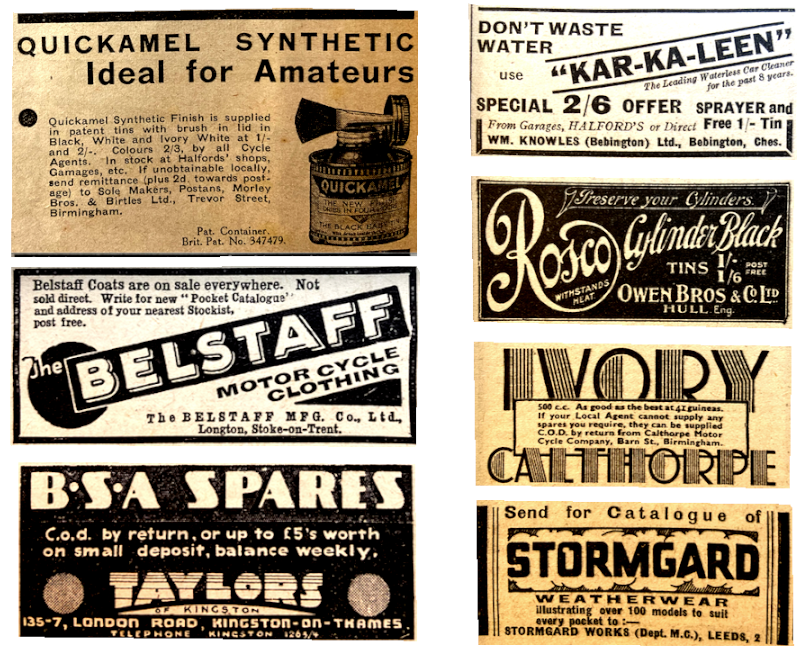 QUICKAMEL SYNTHETIC
Ideal for Amateurs
Quickamel Synthetic Finish is supplied
in patent tins with brush in lid in
Black, White and Ivory White at 1/-
and 2/-. Colours 2/3, by all Cycle
Agents. In stock at Halfords' shops,
Gamages, etc. If unobtainable locally,
send remittance (plus 2d. towards post-
age) to Sole Makers, Postans, Morley
Bros. & Birtles Ltd., Trevor Street,
Birmingham.
Pat. Container.
Brit. Pat. No. 347479.
QUICKAMEL
THE NEW FINISH
THE BLACK
Belstaff Coats are on sale everywhere. Not
sold direct. Write for new "Pocket Catalogue"
and address of your nearest Stockist,
post free.
The BELSTAFF
MOTOR CYCLE
CLOTHING
The BELSTAFF MFG. Co., Ltd.,
Longton, Stoke-on-Trent.
B·S·A SPARES
C.o.d. by return, or up to £5's worth
on small deposit, balance weekly.
TAYLORS
OF KINGSTON
135-7, LONDON ROAD, KINGSTON-ON-THAMES
TELEPHONE KINGSTON 1263/4
DON'T WASTE
WATER
use "KAR-KA-LEEN"
The Leading Waterless Car Cleaner
for the past 8 years.
SPECIAL 2/6 OFFER SPRAYER and
From Garages, HALFORD'S or Direct Free 1/- Tin
WM. KNOWLES (Bebington) Ltd., Bebington, Ches.
Preserve your Cylinders.
Rosco Cylinder Black
WITHSTANDS
HEAT.
TINS 1/- 1/6 POST FREE
OWEN BROS & Co LTD
HULL. Eng.
IVORY
500 c.c. As good as the best at 47 guineas.
If your Local Agent cannot supply any
spares you require, they can be supplied
C.O.D. by return from Calthorpe Motor
Cycle Company, Barn St., Birmingham.
CALTHORPE
Send for Catalogue of
STORMGARD
WEATHERWEAR
illustrating over 100 models to suit
every pocket to :—
STORMGARD WORKS (Dept. M.C.), LEEDS, 2